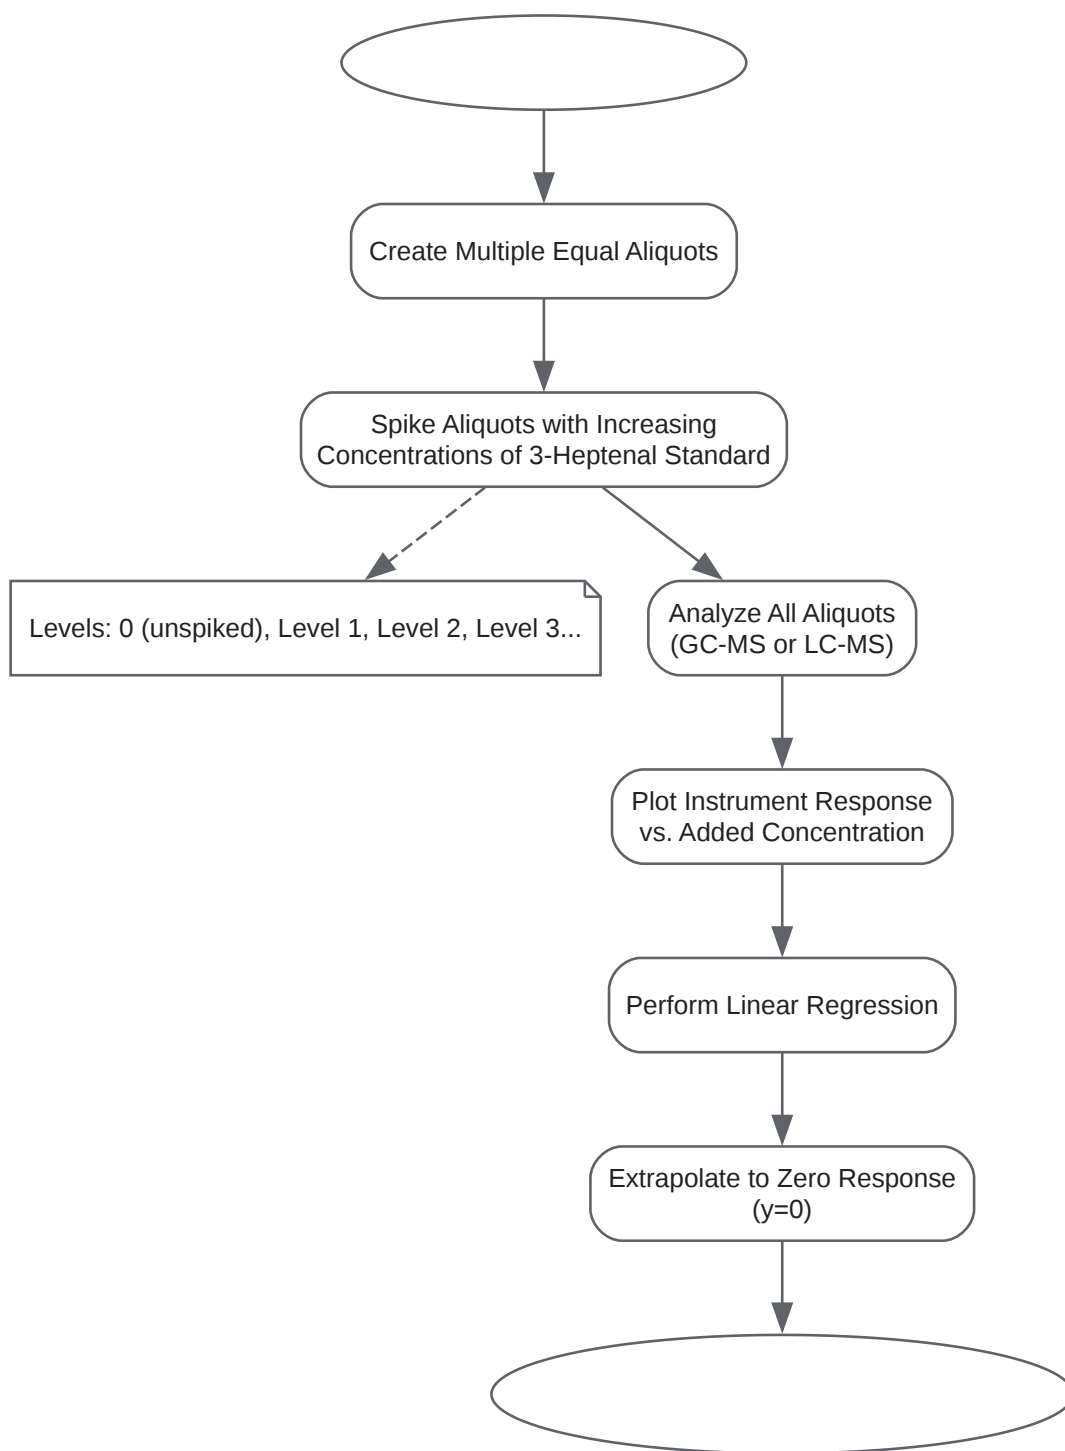 Create Multiple Equal Aliquots
Spike Aliquots with Increasing
Concentrations of 3-Heptenal Standard
Levels: 0 (unspiked), Level 1, Level 2, Level 3...
Analyze All Aliquots
(GC-MS or LC-MS)
Plot Instrument Response
vs. Added Concentration
Perform Linear Regression
Extrapolate to Zero Response
(y=0)